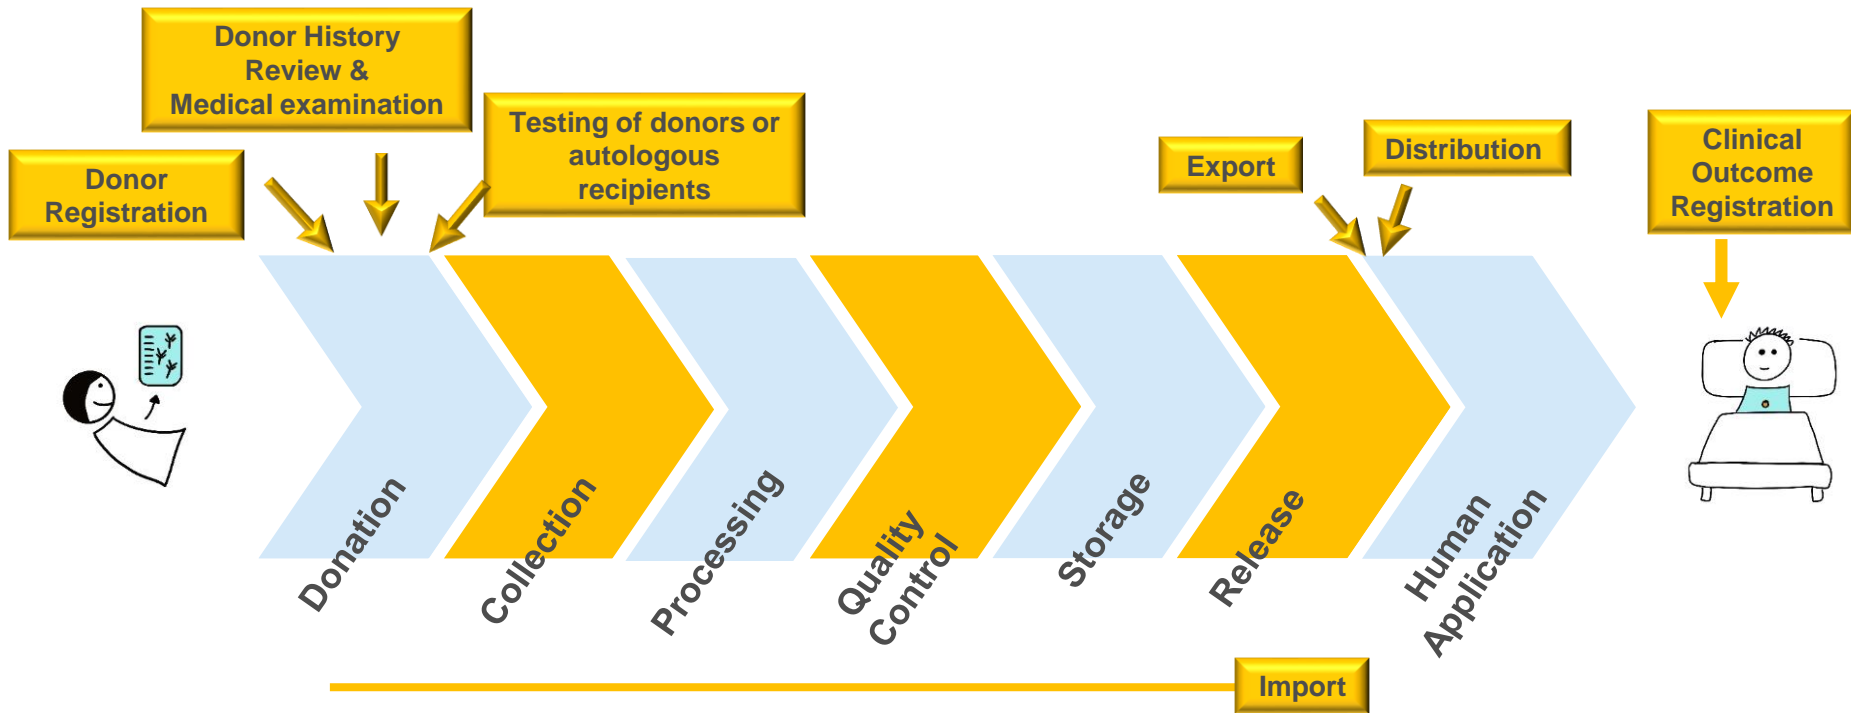 Donor History
Review &
Medical examination
Testing of donors or
autologous
recipients
Donor
Registration
Export
Distribution
Clinical
Outcome
Registration
Donation
Collection
Processing
Quality
Control
Storage
Release
Human
Application
Import